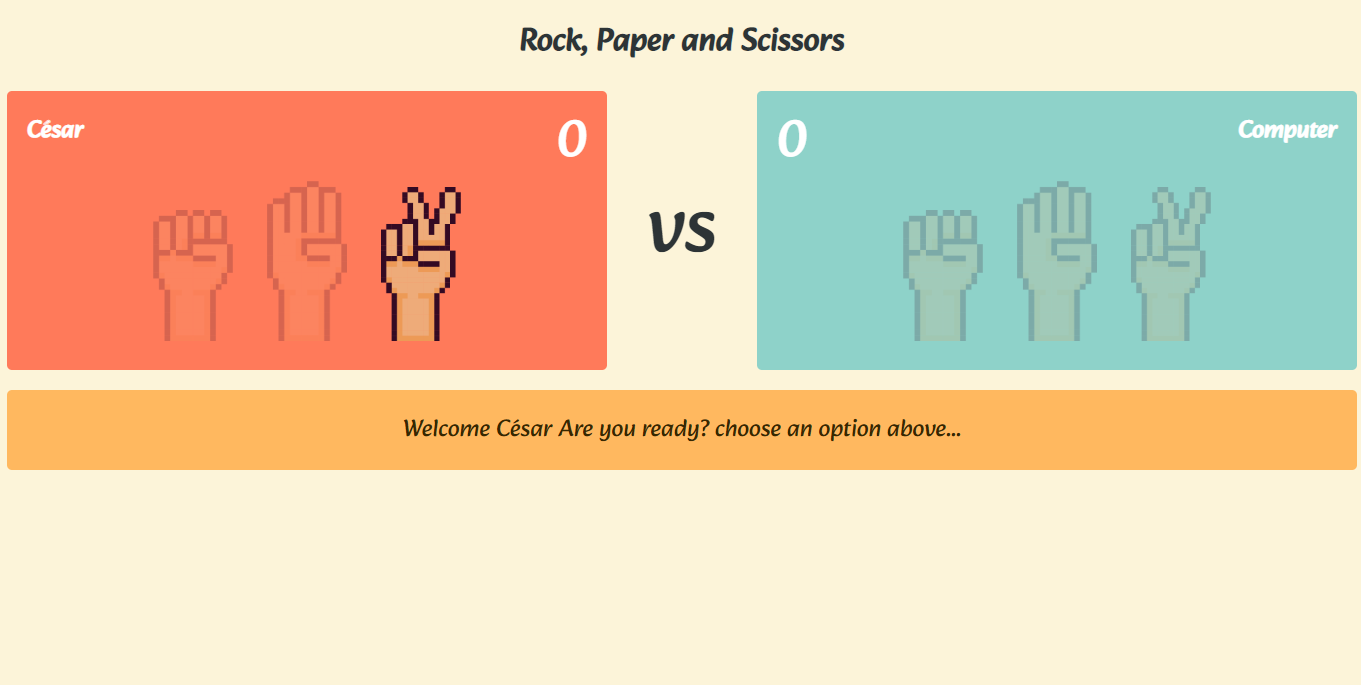 Rock, Paper and Scissors
César
0
VS
0
Computer
Welcome César Are you ready? choose an option above...